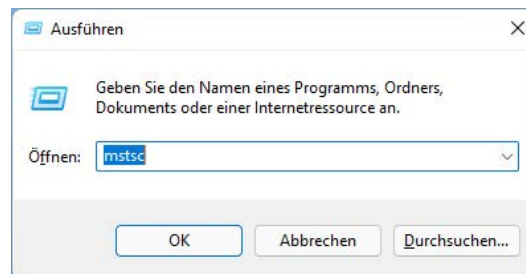 Ausführen
Geben Sie den Namen eines Programms, Ordners,
Dokuments oder einer Internetressource an.
Öffnen: mstsc
OK Abbrechen Durchsuchen...